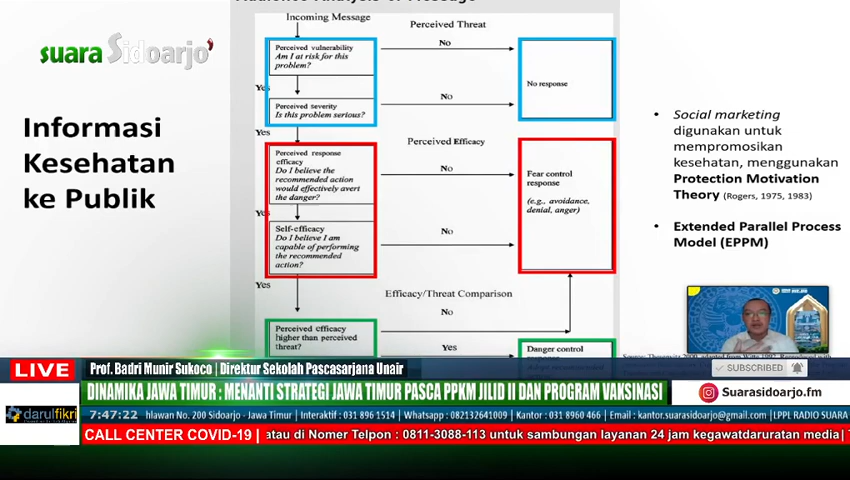 Incoming Message
Perceived Threat
suara Sidoarjo
Perceived vulnerability
Am I at risk for this
problem?
No
No response
Yes
Perceived severity
Is this problem serious?
No
Yes
Informasi
Kesehatan
ke Publik
Perceived Efficacy
Perceived response
efficacy
Do I believe the
recommended action
would effectively avert
the danger?
No
Fear control
response
(e.g., avoidance,
denial, anger)
Yes
Self-efficacy
Do I believe I am
capable of performing
the recommended
action?
No
Yes
Efficacy/Threat Comparison
No
Perceived efficacy
higher than perceived
threat?
Yes
Danger control
• Social marketing
digunakan untuk
mempromosikan
kesehatan, menggunakan
Protection Motivation
Theory (Rogers, 1975, 1983)
• Extended Parallel Process
Model (EPPM)
LIVE
Prof. Badri Munir Sukoco | Direktur Sekolah Pascasarjana Unair
SUBSCRIBED
DINAMIKA JAWA TIMUR : MENANTI STRATEGI JAWA TIMUR PASCA PPKM JILID II DAN PROGRAM VAKSINASI
Suarasidoarjo.fm
darulfikri
7:47:22
hlawan No. 200 Sidoarjo - Jawa Timur | Interaktif : 031 896 1514 | Whatsapp : 082132641009 | Kantor : 031 8960 466 | Email : kantor.suarasidoarjo@gmail.com |LPPL RADIO SUARA
CALL CENTER COVID-19 | atau di Nomer Telpon : 0811-3088-113 untuk sambungan layanan 24 jam kegawatdaruratan media|